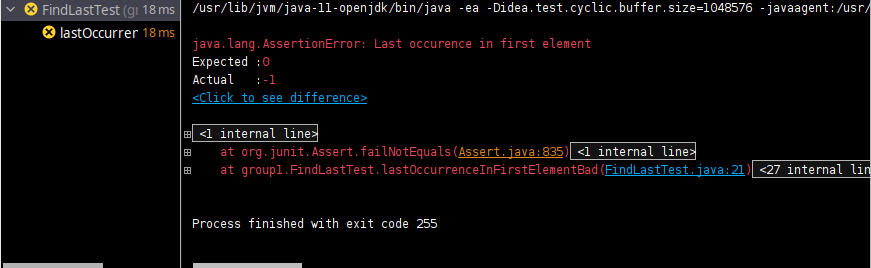 FindLastTest (g 18 ms
lastOccurren 18 ms
/usr/lib/jvm/java-11-openjdk/bin/java -ea -Didea.test.cyclic.buffer.size=1048576 -javaagent:/usr/
java.lang.AssertionError: Last occurence in first element
Expected :0
Actual   :-1
<Click to see difference>
<1 internal line>
at org.junit.Assert.failNotEquals(Assert.java:835) <1 internal line>
at group1.FindLastTest.lastOccurrenceInFirstElementBad(FindLastTest.java:21) <27 internal lin
Process finished with exit code 255